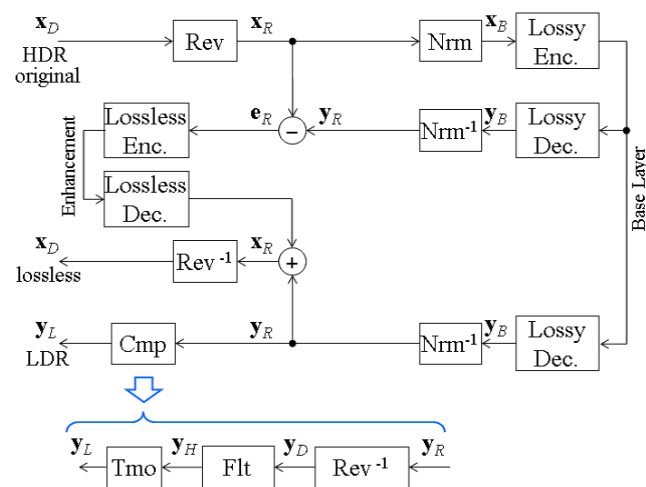 x_D x_R x_B
HDR original Rev Nrm Lossy Enc.
Lossless Enc. e_R − y_R Nrm⁻¹ y_B Lossy Dec.
Enhancement
Base Layer
Lossless Dec.
x_D lossless Rev⁻¹ x_R +
y_L LDR Cmp y_R Nrm⁻¹ y_B Lossy Dec.
y_L Tmo y_H Flt y_D Rev⁻¹ y_R